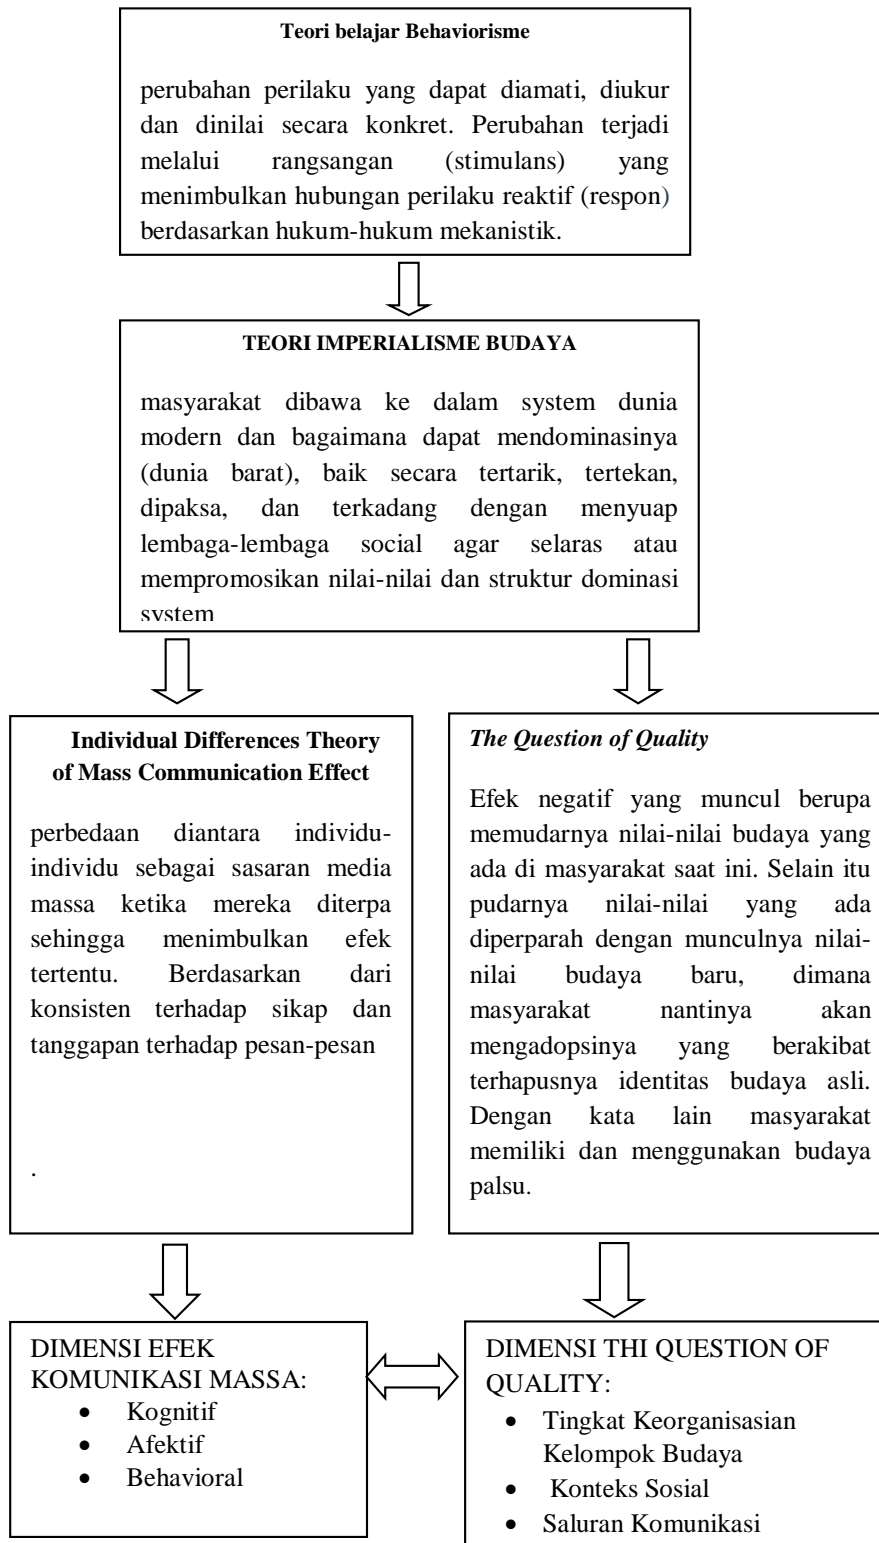 Teori belajar Behaviorisme
perubahan perilaku yang dapat diamati, diukur
dan dinilai secara konkret. Perubahan terjadi
melalui rangsangan (stimulans) yang
menimbulkan hubungan perilaku reaktif (respon)
berdasarkan hukum-hukum mekanistik.
TEORI IMPERIALISME BUDAYA
masyarakat dibawa ke dalam system dunia
modern dan bagaimana dapat mendominasinya
(dunia barat), baik secara tertarik, tertekan,
dipaksa, dan terkadang dengan menyuap
lembaga-lembaga social agar selaras atau
mempromosikan nilai-nilai dan struktur dominasi
system
Individual Differences Theory
of Mass Communication Effect
perbedaan diantara individu-
individu sebagai sasaran media
massa ketika mereka diterpa
sehingga menimbulkan efek
tertentu. Berdasarkan dari
konsisten terhadap sikap dan
tanggapan terhadap pesan-pesan
.
The Question of Quality
Efek negatif yang muncul berupa
memudarnya nilai-nilai budaya yang
ada di masyarakat saat ini. Selain itu
pudarnya nilai-nilai yang ada
diperparah dengan munculnya nilai-
nilai budaya baru, dimana
masyarakat nantinya akan
mengadopsinya yang berakibat
terhapusnya identitas budaya asli.
Dengan kata lain masyarakat
memiliki dan menggunakan budaya
palsu.
DIMENSI EFEK
KOMUNIKASI MASSA:
• Kognitif
• Afektif
• Behavioral
DIMENSI THI QUESTION OF
QUALITY:
• Tingkat Keorganisasian
Kelompok Budaya
• Konteks Sosial
• Saluran Komunikasi